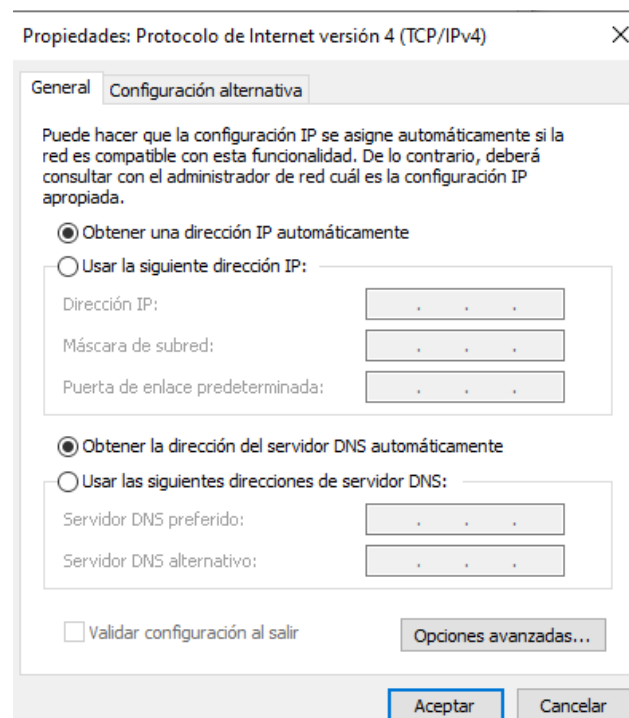 Propiedades: Protocolo de Internet versión 4 (TCP/IPv4)
General
Configuración alternativa
Puede hacer que la configuración IP se asigne automáticamente si la
red es compatible con esta funcionalidad. De lo contrario, deberá
consultar con el administrador de red cuál es la configuración IP
apropiada.
Obtener una dirección IP automáticamente
Usar la siguiente dirección IP:
Dirección IP:
Máscara de subred:
Puerta de enlace predeterminada:
Obtener la dirección del servidor DNS automáticamente
Usar las siguientes direcciones de servidor DNS:
Servidor DNS preferido:
Servidor DNS alternativo:
Validar configuración al salir
Opciones avanzadas...
Aceptar
Cancelar